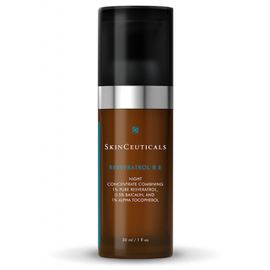 SKINCEUTICALS
RESVERATROL B E
NIGHT
CONCENTRATE COMBINING
1% PURE RESVERATROL,
0.5% BAICALIN, AND
1% ALPHA TOCOPHEROL
30 ml / 1 fl oz